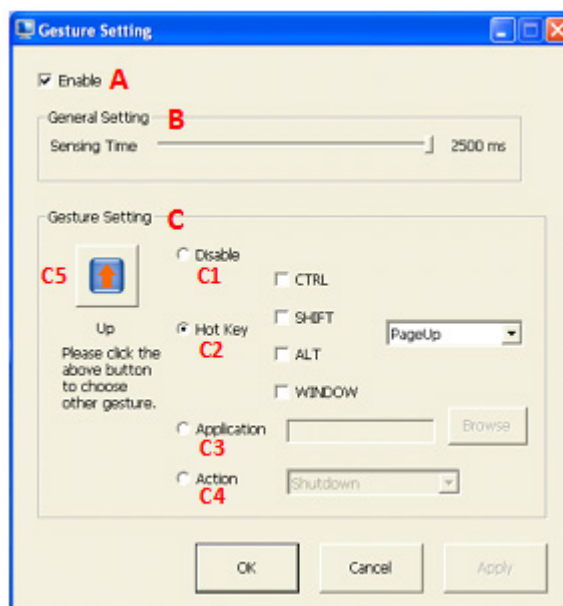 Gesture Setting
Enable A
General Setting B
Sensing Time 2500 ms
Gesture Setting C
C5
Up
Please click the
above button
to choose
other gesture.
Disable
C1
CTRL
SHIFT
Hot Key
C2
ALT
WINDOW
PageUp
Application
C3
Browse
Action
C4
Shutdown
OK
Cancel
Apply